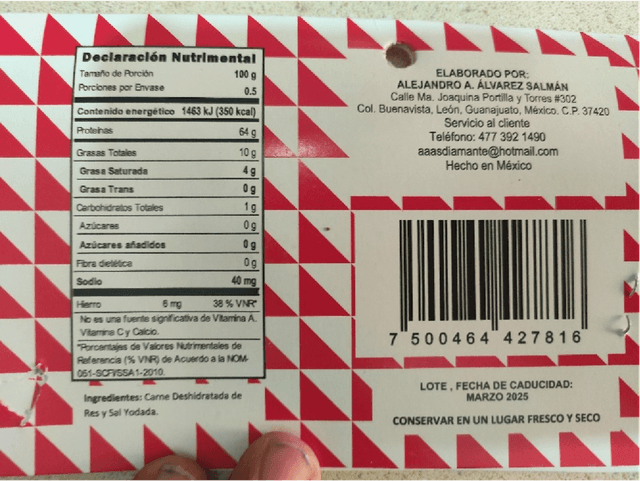 Declaración Nutrimental
Tamaño de Porción 100 g
Porciones por Envase 0.5
Contenido energético 1463 kJ (350 kcal)
Proteínas 64 g
Grasas Totales 10 g
Grasa Saturada 4 g
Grasa Trans 0 g
Carbohidratos Totales 1 g
Azúcares 0 g
Azúcares añadidos 0 g
Fibra dietética 0 g
Sodio 40 mg
Hierro 6 mg 38 % VNR*
No es una fuente significativa de Vitamina A,
Vitamina C y Calcio.
*Porcentajes de Valores Nutrimentales de
Referencia (% VNR) de Acuerdo a la NOM-
051-SCFI/SSA1-2010.
Ingredientes: Carne Deshidratada de
Res y Sal Yodada.
ELABORADO POR:
ALEJANDRO A. ÁLVAREZ SALMÁN
Calle Ma. Joaquina Portilla y Torres #302
Col. Buenavista, León, Guanajuato, México. C.P. 37420
Servicio al cliente
Teléfono: 477 392 1490
aaasdiamante@hotmail.com
Hecho en México
7 500464 427816
LOTE , FECHA DE CADUCIDAD:
MARZO 2025
CONSERVAR EN UN LUGAR FRESCO Y SECO